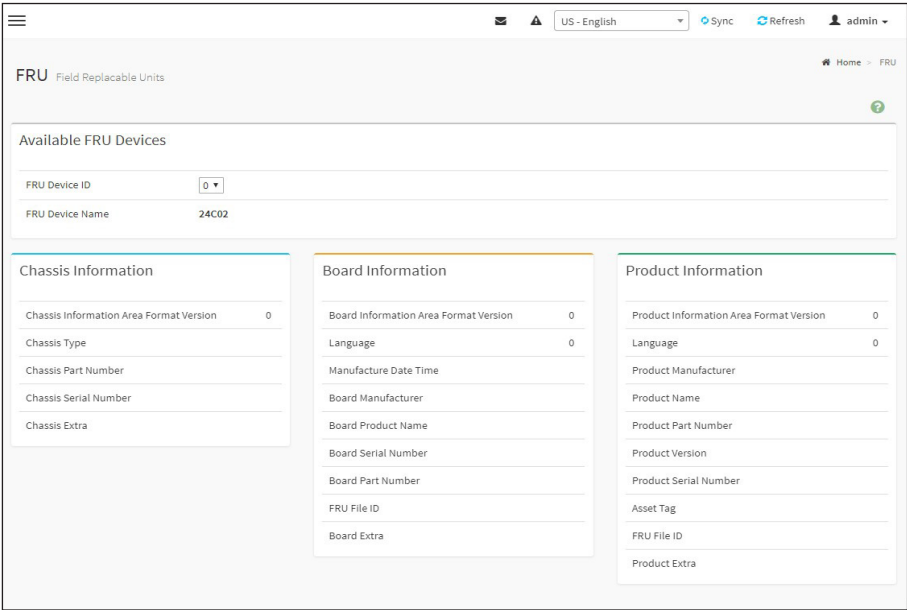 US - English Sync Refresh admin
FRU Field Replacable Units
Home > FRU
Available FRU Devices
FRU Device ID 0
FRU Device Name 24C02
Chassis Information
Chassis Information Area Format Version 0
Chassis Type
Chassis Part Number
Chassis Serial Number
Chassis Extra
Board Information
Board Information Area Format Version 0
Language 0
Manufacture Date Time
Board Manufacturer
Board Product Name
Board Serial Number
Board Part Number
FRU File ID
Board Extra
Product Information
Product Information Area Format Version 0
Language 0
Product Manufacturer
Product Name
Product Part Number
Product Version
Product Serial Number
Asset Tag
FRU File ID
Product Extra